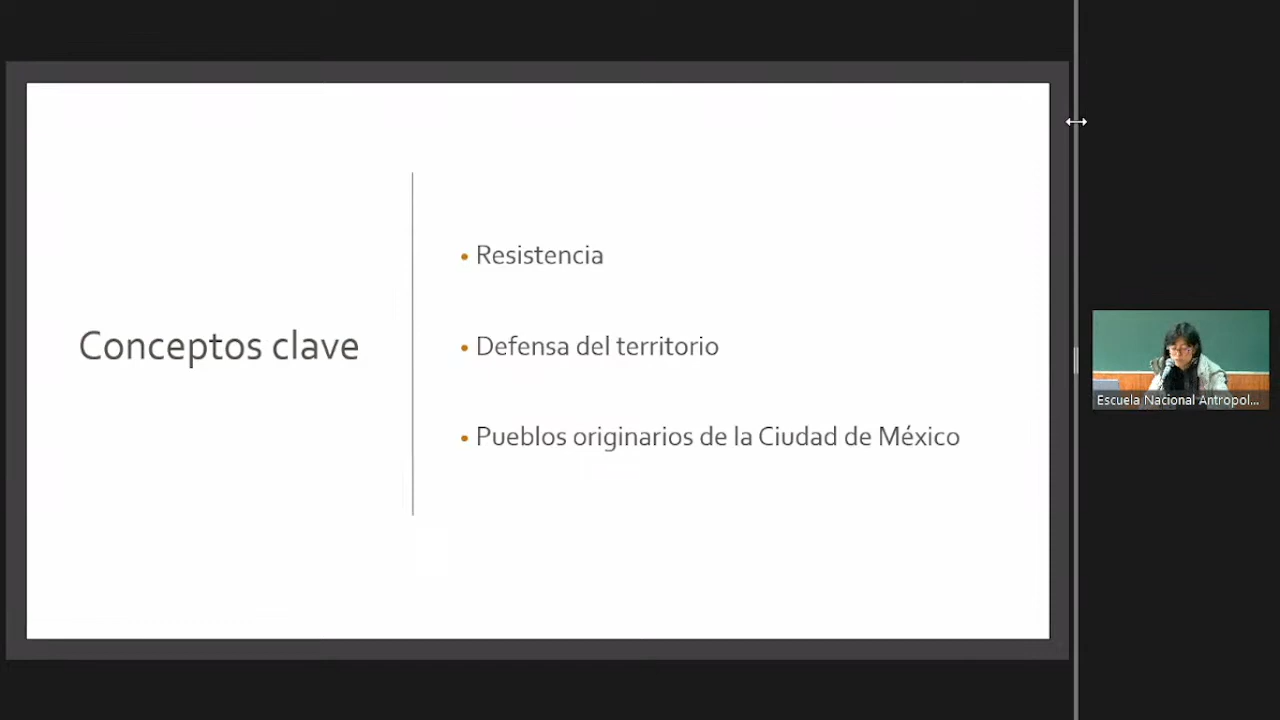 Conceptos clave
• Resistencia
• Defensa del territorio
• Pueblos originarios de la Ciudad de México
Escuela Nacional Antropol...